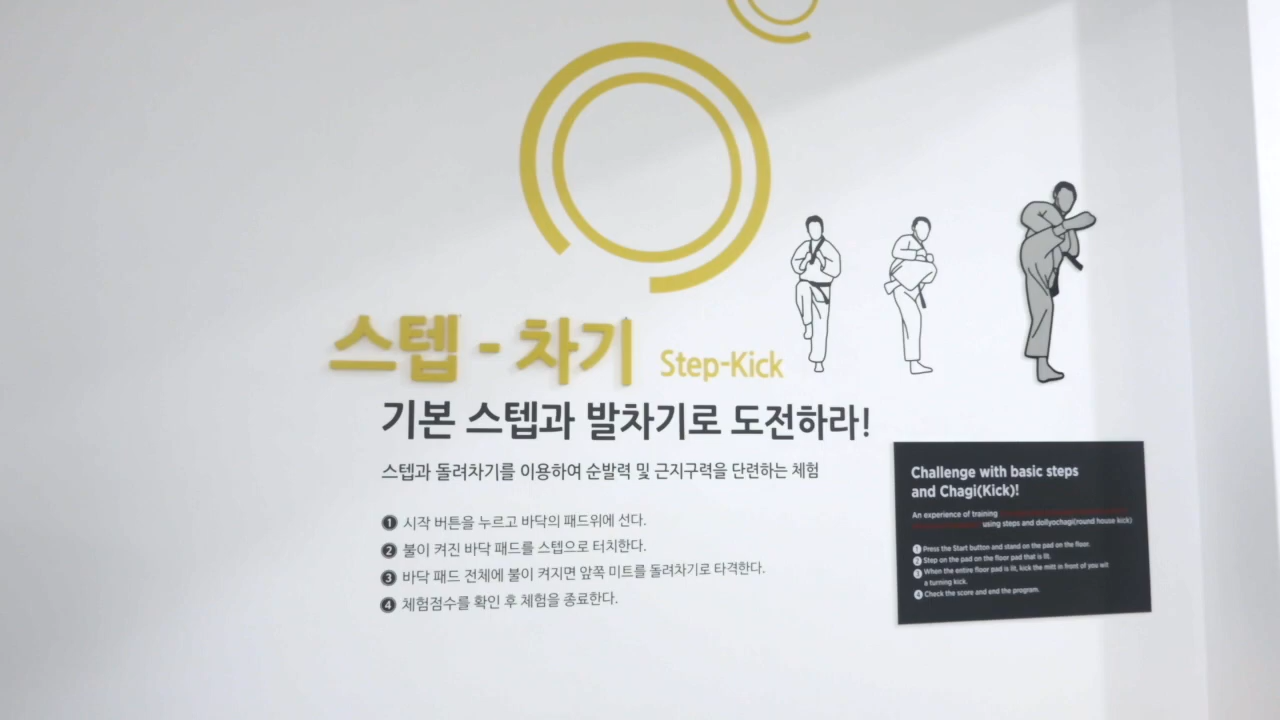 스텝 - 차기 Step-Kick
기본 스텝과 발차기로 도전하라!
스텝과 돌려차기를 이용하여 순발력 및 근지구력을 단련하는 체험
1 시작 버튼을 누르고 바닥의 패드위에 선다.
2 불이 켜진 바닥 패드를 스텝으로 터치한다.
3 바닥 패드 전체에 불이 켜지면 앞쪽 미트를 돌려차기로 타격한다.
4 체험점수를 확인 후 체험을 종료한다.
Challenge with basic steps
and Chagi(Kick)!
An experience of training
using steps and dollyochagi(round house kick)
1 Press the Start button and stand on the pad on the floor.
2 Step on the pad on the floor pad that is lit.
3 When the entire floor pad is lit, kick the mitt in front of you wit
a turning kick.
4 Check the score and end the program.